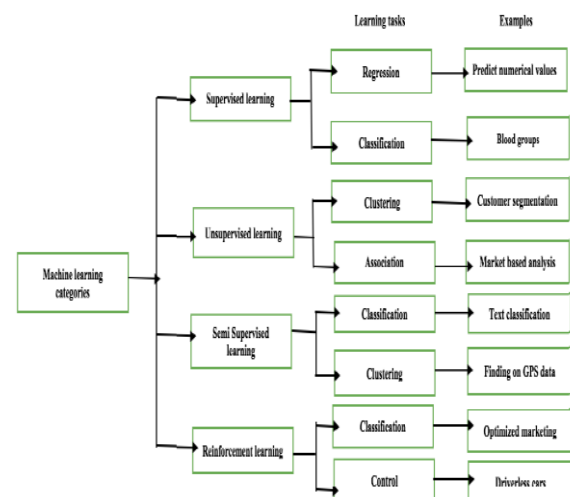 Learning tasks
Examples
Regression
Predict numerical values
Supervised learning
Classification
Blood groups
Clustering
Customer segmentation
Unsupervised learning
Association
Market based analysis
Machine learning
categories
Classification
Text classification
Semi Supervised
learning
Clustering
Finding on GPS data
Classification
Optimized marketing
Reinforcement learning
Control
Driverless cars